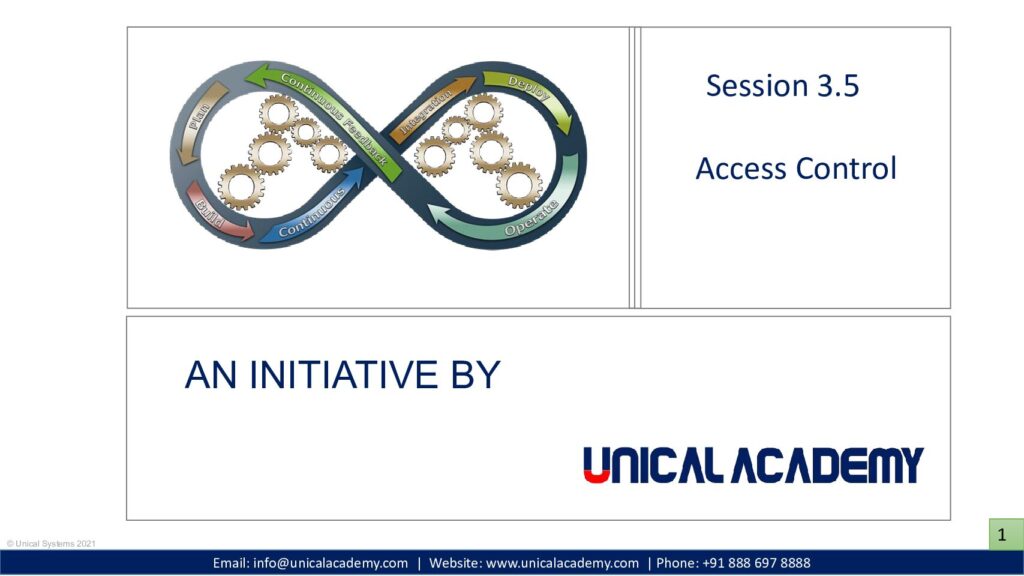 Plan
Build
Continuous
Continuous Feedback
Integration
Deploy
Operate
Session 3.5
Access Control
AN INITIATIVE BY
UNICAL ACADEMY
1
© Unical Systems 2021
Email: info@unicalacademy.com | Website: www.unicalacademy.com | Phone: +91 888 697 8888